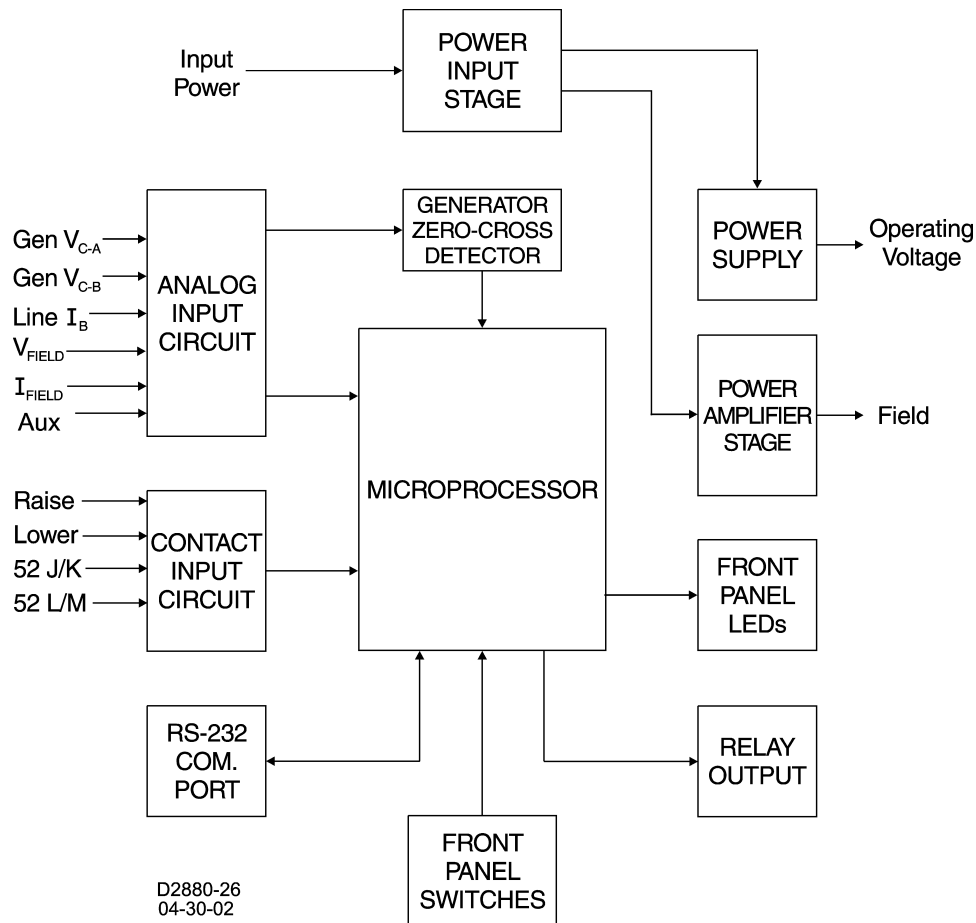 Input
Power
POWER
INPUT
STAGE
Gen V_C-A
Gen V_C-B
Line I_B
V_FIELD
I_FIELD
Aux
ANALOG
INPUT
CIRCUIT
GENERATOR
ZERO-CROSS
DETECTOR
POWER
SUPPLY
Operating
Voltage
MICROPROCESSOR
POWER
AMPLIFIER
STAGE
Field
Raise
Lower
52 J/K
52 L/M
CONTACT
INPUT
CIRCUIT
FRONT
PANEL
LEDs
RS-232
COM.
PORT
RELAY
OUTPUT
FRONT
PANEL
SWITCHES
D2880-26
04-30-02